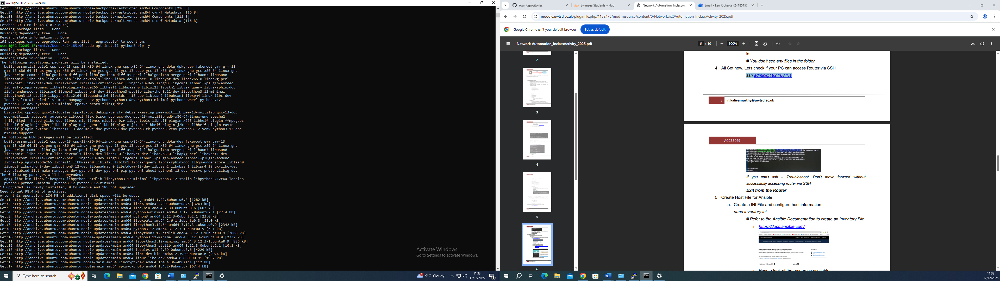 user1@SC-IQ205-17: ~/2418519
Get:53 http://archive.ubuntu.com/ubuntu noble-backports/restricted amd64 Components [216 B]
Get:54 http://archive.ubuntu.com/ubuntu noble-backports/restricted amd64 c-n-f Metadata [116 B]
Get:55 http://archive.ubuntu.com/ubuntu noble-backports/multiverse amd64 Components [212 B]
Get:56 http://archive.ubuntu.com/ubuntu noble-backports/multiverse amd64 c-n-f Metadata [116 B]
Fetched 39.3 MB in 4s (10.2 MB/s)
Reading package lists... Done
Building dependency tree... Done
Reading state information... Done
198 packages can be upgraded. Run 'apt list --upgradable' to see them.
user1@SC-IQ205-17:/mnt/c/Users/s2418519$ sudo apt install python3-pip -y
Reading package lists... Done
Building dependency tree... Done
Reading state information... Done
The following additional packages will be installed:
build-essential bzip2 cpp cpp-13 cpp-13-x86-64-linux-gnu cpp-x86-64-linux-gnu dpkg dpkg-dev fakeroot g++ g++-13
g++-13-x86-64-linux-gnu g++-x86-64-linux-gnu gcc gcc-13 gcc-13-base gcc-13-x86-64-linux-gnu gcc-x86-64-linux-gnu
javascript-common libalgorithm-diff-perl libalgorithm-diff-xs-perl libalgorithm-merge-perl libaom3 libasan8
libatomic1 libc-bin libc-dev-bin libc-devtools libc6 libc6-dev libcc1-0 libcrypt-dev libde265-0 libdpkg-perl
libexpat1 libexpat1-dev libfakeroot libfile-fcntllock-perl libgcc-13-dev libgd3 libgomp1 libheif-plugin-aomdec
libheif-plugin-aomenc libheif-plugin-libde265 libheif1 libhwasan0 libisl23 libitm1 libjs-jquery libjs-sphinxdoc
libjs-underscore liblsan0 libmpc3 libpython3-dev libpython3-stdlib libpython3.12-dev libpython3.12-minimal
libpython3.12-stdlib libpython3.12t64 libquadmath0 libstdc++-13-dev libtsan2 libubsan1 libxpm4 linux-libc-dev
locales lto-disabled-list make manpages-dev python3 python3-dev python3-minimal python3-wheel python3.12
python3.12-dev python3.12-minimal rpcsvc-proto zlib1g-dev
Suggested packages:
bzip2-doc cpp-doc gcc-13-locales cpp-13-doc debsig-verify debian-keyring g++-multilib g++-13-multilib gcc-13-doc
gcc-multilib autoconf automake libtool flex bison gdb gcc-doc gcc-13-multilib gdb-x86-64-linux-gnu apache2
| lighttpd | httpd glibc-doc libnss-nis libnss-nisplus bzr libgd-tools libheif-plugin-x265 libheif-plugin-ffmpegdec
libheif-plugin-jpegdec libheif-plugin-jpegenc libheif-plugin-j2kdec libheif-plugin-j2kenc libheif-plugin-rav1e
libheif-plugin-svtenc libstdc++-13-doc make-doc python3-doc python3-tk python3-venv python3.12-venv python3.12-doc
binfmt-support
The following NEW packages will be installed:
build-essential bzip2 cpp cpp-13 cpp-13-x86-64-linux-gnu cpp-x86-64-linux-gnu dpkg-dev fakeroot g++ g++-13
g++-13-x86-64-linux-gnu g++-x86-64-linux-gnu gcc gcc-13 gcc-13-base gcc-13-x86-64-linux-gnu gcc-x86-64-linux-gnu
javascript-common libalgorithm-diff-perl libalgorithm-diff-xs-perl libalgorithm-merge-perl libaom3 libasan8
libatomic1 libc-dev-bin libc-devtools libc6-dev libcc1-0 libcrypt-dev libde265-0 libdpkg-perl libexpat1-dev
libfakeroot libfile-fcntllock-perl libgcc-13-dev libgd3 libgomp1 libheif-plugin-aomdec libheif-plugin-aomenc
libheif-plugin-libde265 libheif1 libhwasan0 libisl23 libitm1 libjs-jquery libjs-sphinxdoc libjs-underscore liblsan0
libmpc3 libpython3-dev libpython3.12-dev libquadmath0 libstdc++-13-dev libtsan2 libubsan1 libxpm4 linux-libc-dev
lto-disabled-list make manpages-dev python3-dev python3-pip python3-wheel python3.12-dev rpcsvc-proto zlib1g-dev
The following packages will be upgraded:
dpkg libc-bin libc6 libexpat1 libpython3-stdlib libpython3.12-minimal libpython3.12-stdlib libpython3.12t64 locales
python3 python3-minimal python3.12 python3.12-minimal
13 upgraded, 66 newly installed, 0 to remove and 185 not upgraded.
Need to get 98.4 MB of archives.
After this operation, 284 MB of additional disk space will be used.
Get:1 http://archive.ubuntu.com/ubuntu noble-updates/main amd64 dpkg amd64 1.22.6ubuntu6.5 [1282 kB]
Get:2 http://archive.ubuntu.com/ubuntu noble-updates/main amd64 libc6 amd64 2.39-0ubuntu8.6 [3263 kB]
Get:3 http://archive.ubuntu.com/ubuntu noble-updates/main amd64 libc-bin amd64 2.39-0ubuntu8.6 [682 kB]
Get:4 http://archive.ubuntu.com/ubuntu noble-updates/main amd64 python3-minimal amd64 3.12.3-0ubuntu2.1 [27.4 kB]
Get:5 http://archive.ubuntu.com/ubuntu noble-updates/main amd64 python3 amd64 3.12.3-0ubuntu2.1 [23.0 kB]
Get:6 http://archive.ubuntu.com/ubuntu noble-updates/main amd64 libexpat1 amd64 2.6.1-2ubuntu0.3 [88.0 kB]
Get:7 http://archive.ubuntu.com/ubuntu noble-updates/main amd64 libpython3.12t64 amd64 3.12.3-1ubuntu0.9 [2342 kB]
Get:8 http://archive.ubuntu.com/ubuntu noble-updates/main amd64 python3.12 amd64 3.12.3-1ubuntu0.9 [651 kB]
Get:9 http://archive.ubuntu.com/ubuntu noble-updates/main amd64 libpython3.12-stdlib amd64 3.12.3-1ubuntu0.9 [2068 kB]
Get:10 http://archive.ubuntu.com/ubuntu noble-updates/main amd64 python3.12-minimal amd64 3.12.3-1ubuntu0.9 [2332 kB]
Get:11 http://archive.ubuntu.com/ubuntu noble-updates/main amd64 libpython3.12-minimal amd64 3.12.3-1ubuntu0.9 [836 kB]
Get:12 http://archive.ubuntu.com/ubuntu noble-updates/main amd64 libpython3-stdlib amd64 3.12.3-0ubuntu2.1 [10.1 kB]
Get:13 http://archive.ubuntu.com/ubuntu noble-updates/main amd64 locales all 2.39-0ubuntu8.6 [4229 kB]
Get:14 http://archive.ubuntu.com/ubuntu noble-updates/main amd64 libc-dev-bin amd64 2.39-0ubuntu8.6 [20.4 kB]
Get:15 http://archive.ubuntu.com/ubuntu noble-updates/main amd64 linux-libc-dev amd64 6.8.0-90.91 [1932 kB]
Get:16 http://archive.ubuntu.com/ubuntu noble/main amd64 libcrypt-dev amd64 1:4.4.36-4build1 [112 kB]
Get:17 http://archive.ubuntu.com/ubuntu noble-updates/main amd64 rpcsvc-proto amd64 1.4.2-0ubuntu7 [67.4 kB]
Activate Windows
Go to Settings to activate Windows.
Type here to search
9°C Cloudy
11:33
17/12/2025
3
Your Repositories
Swansea Students » Hub
Network Automation_InclassAc
Email - Leo Richards (2418519)
moodle.uwtsd.ac.uk/pluginfile.php/1132476/mod_resource/content/0/Network%20Automation_InclassActivity_2025.pdf
Google Chrome isn't your default browser
Set as default
Network Automation_InclassActivity_2025.pdf
6 / 10
100%
2
3
4
5
6
ls
# You don't see any files in the folder
4. All Set now. Lets check if your PC can access Router via SSH
ssh admin@192.168.1.1
5 n.kaliyamurthy@uwtsd.ac.uk
ACCB5029
If you can't ssh – Troubleshoot. Don't move forward without
successfully accessing router via SSH
Exit from the Router
5. Create Host File for Ansible
a. Create a INI File and configure host information
nano inventory.ini
# Refer to the Ansible Documentation to create an Inventory File.
+ https://docs.ansible.com/
nsible community documentation
11:33
17/12/2025